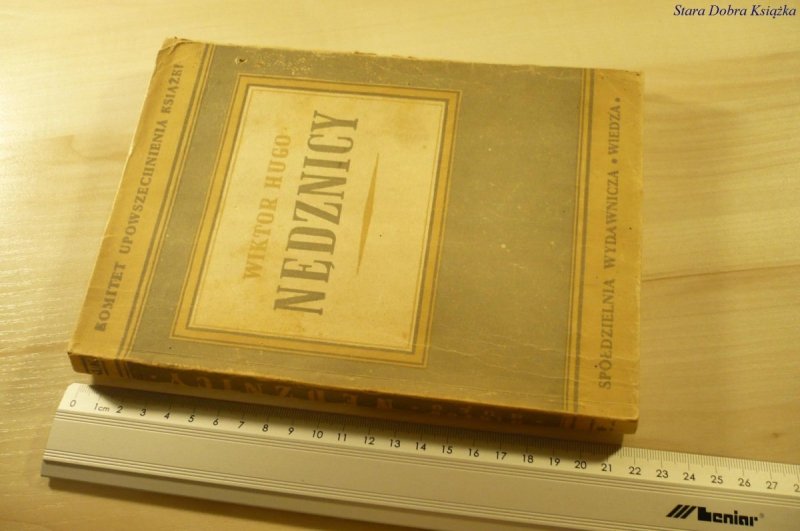 Stara Dobra Książka
KOMITET UPOWSZECHNIENIA KSIĄŻKI
WIKTOR HUGO
NĘDZNICY
SPÓŁDZIELNIA WYDAWNICZA • WIEDZA •
NĘDZNICY
0 1cm 2 3 4 5 6 7 8 9 10 11 12 13 14 15 16 17 18 19 20 21 22 23 24 25 26 27
leniar